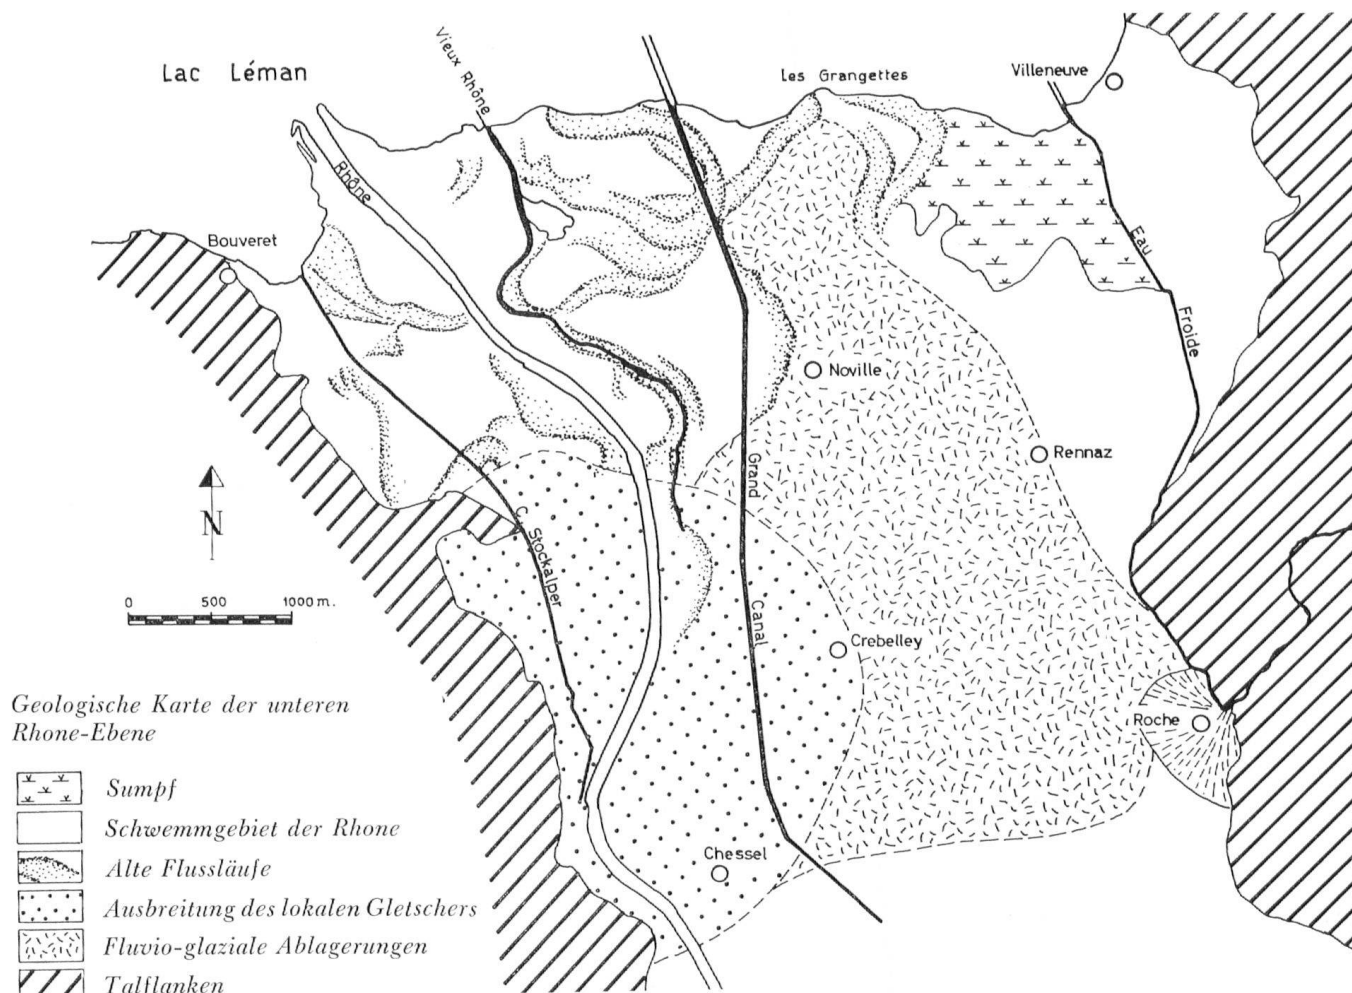 Lac Léman
Vieux Rhône
Les Grangettes
Villeneuve
Rhône
Bouveret
Eau
Froide
Noville
Rennaz
Grand
Canal
N
C. Stockalper
0 500 1000 m.
Crebelley
Roche
Chessel
Geologische Karte der unteren
Rhone-Ebene
Sumpf
Schwemmgebiet der Rhone
Alte Flussläufe
Ausbreitung des lokalen Gletschers
Fluvio-glaziale Ablagerungen
Talflanken